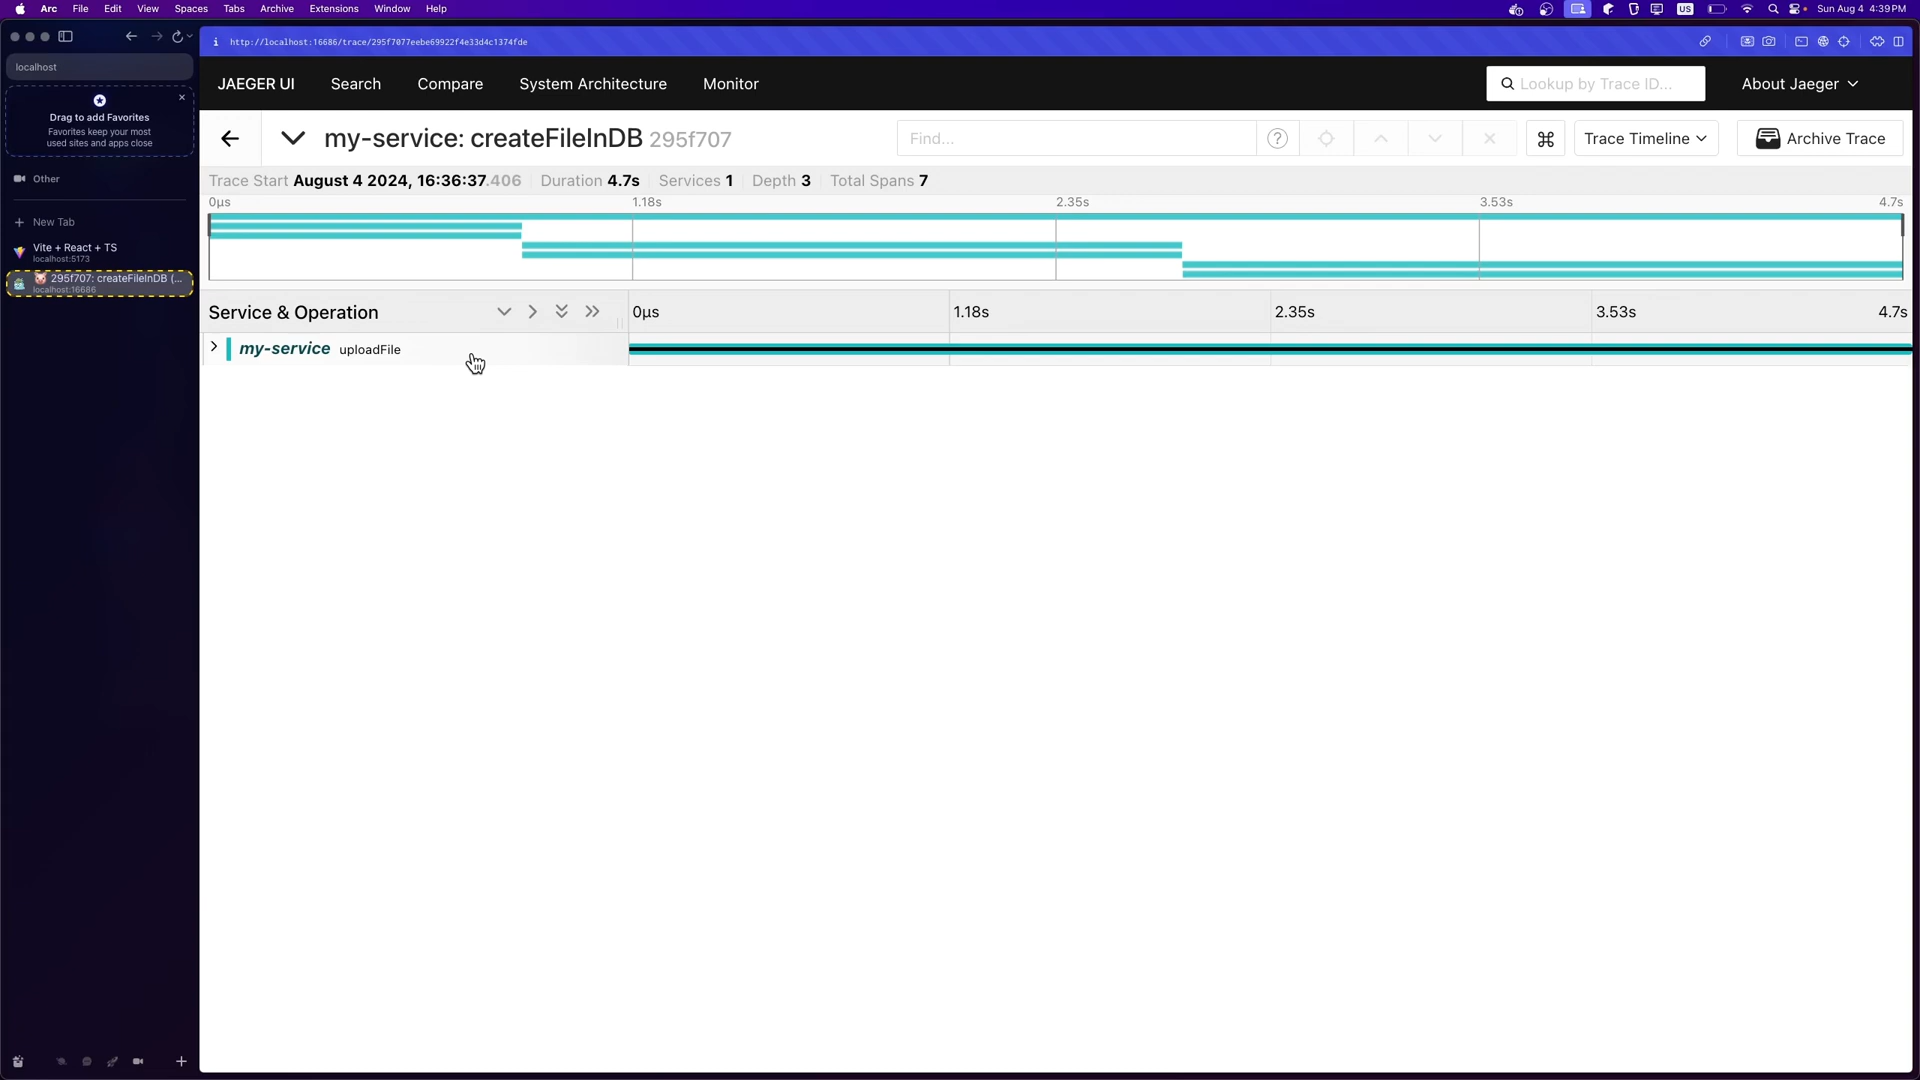 Arc File Edit View Spaces Tabs Archive Extensions Window Help US Sun Aug 4 4:39 PM
http://localhost:16686/trace/295f7077eebe69922f4e33d4c1374fde
localhost
Drag to add Favorites
Favorites keep your most
used sites and apps close
Other
New Tab
Vite + React + TS
localhost:5173
295f707: createFileInDB (...
localhost:16686
JAEGER UI Search Compare System Architecture Monitor Lookup by Trace ID... About Jaeger
my-service: createFileInDB 295f707 Find... Trace Timeline Archive Trace
Trace Start August 4 2024, 16:36:37.406 Duration 4.7s Services 1 Depth 3 Total Spans 7
0μs 1.18s 2.35s 3.53s 4.7s
Service & Operation 0μs 1.18s 2.35s 3.53s 4.7s
my-service uploadFile